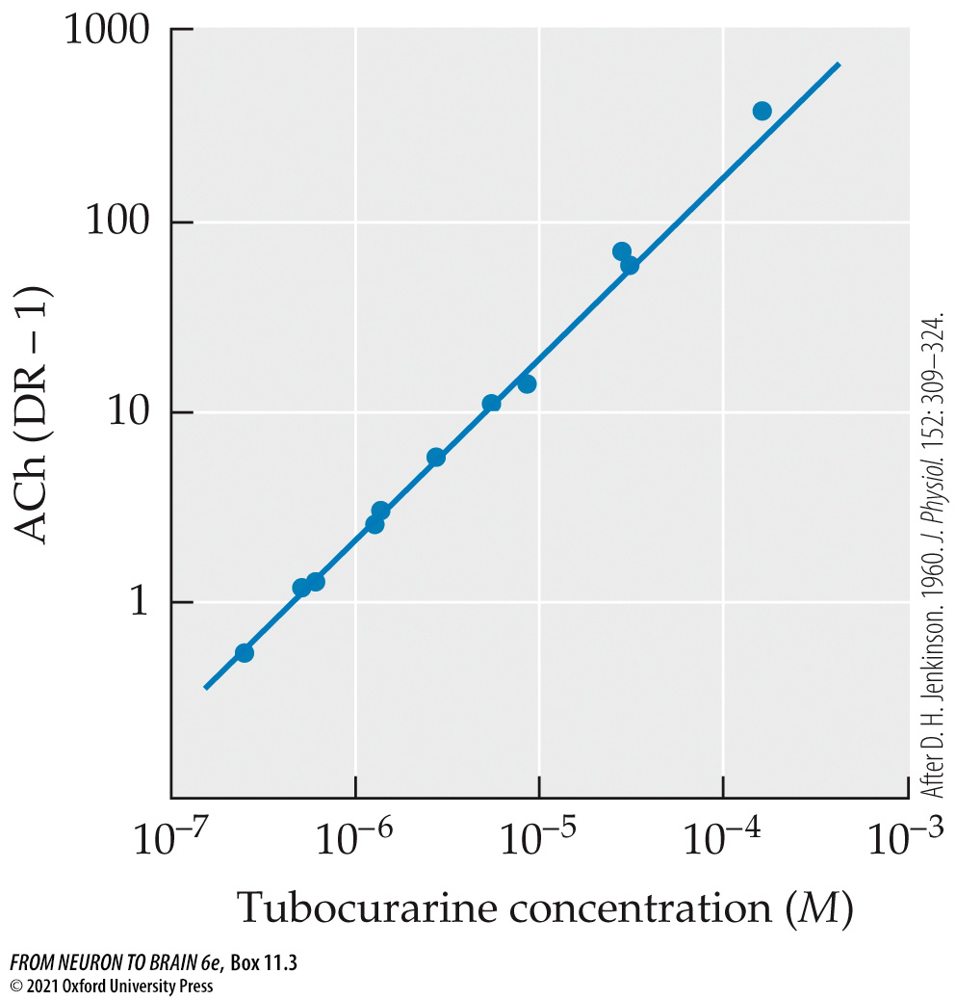 1000
100
10
1
ACh (DR – 1)
10–7 10–6 10–5 10–4 10–3
Tubocurarine concentration (M)
After D. H. Jenkinson. 1960. J. Physiol. 152: 309–324.
FROM NEURON TO BRAIN 6e, Box 11.3
© 2021 Oxford University Press